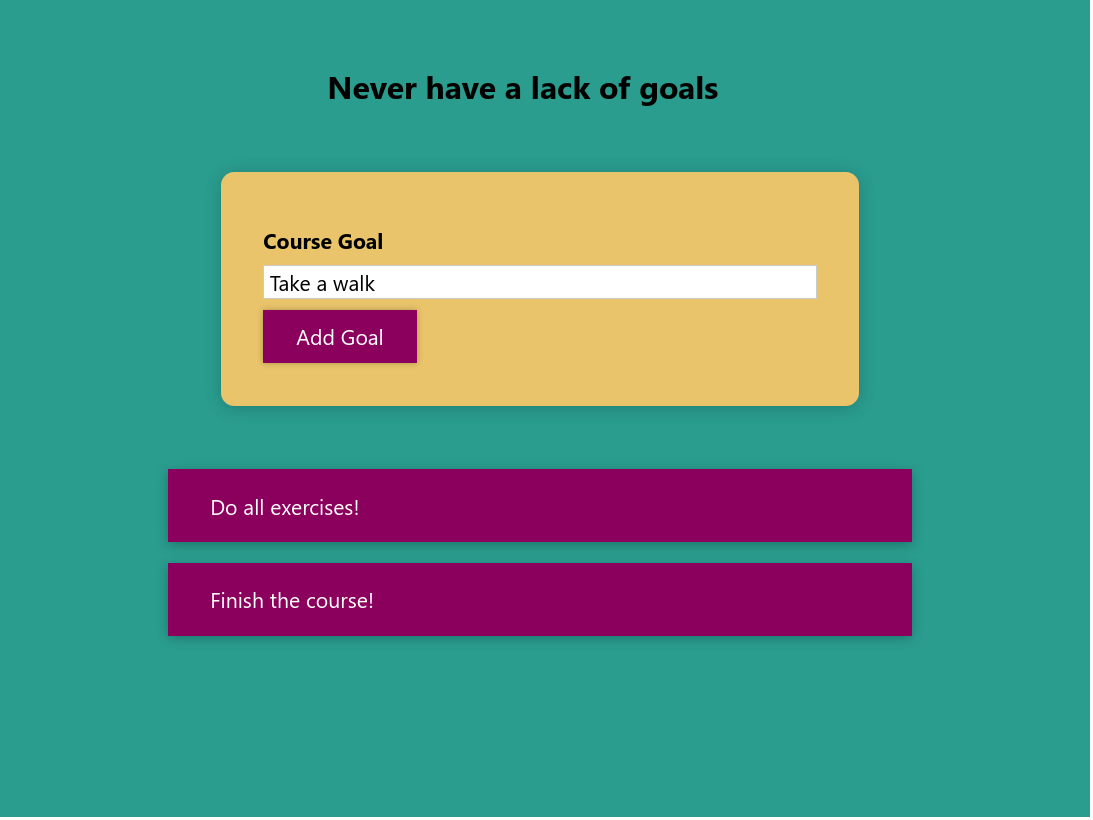 Never have a lack of goals
Course Goal
Take a walk
Add Goal
Do all exercises!
Finish the course!